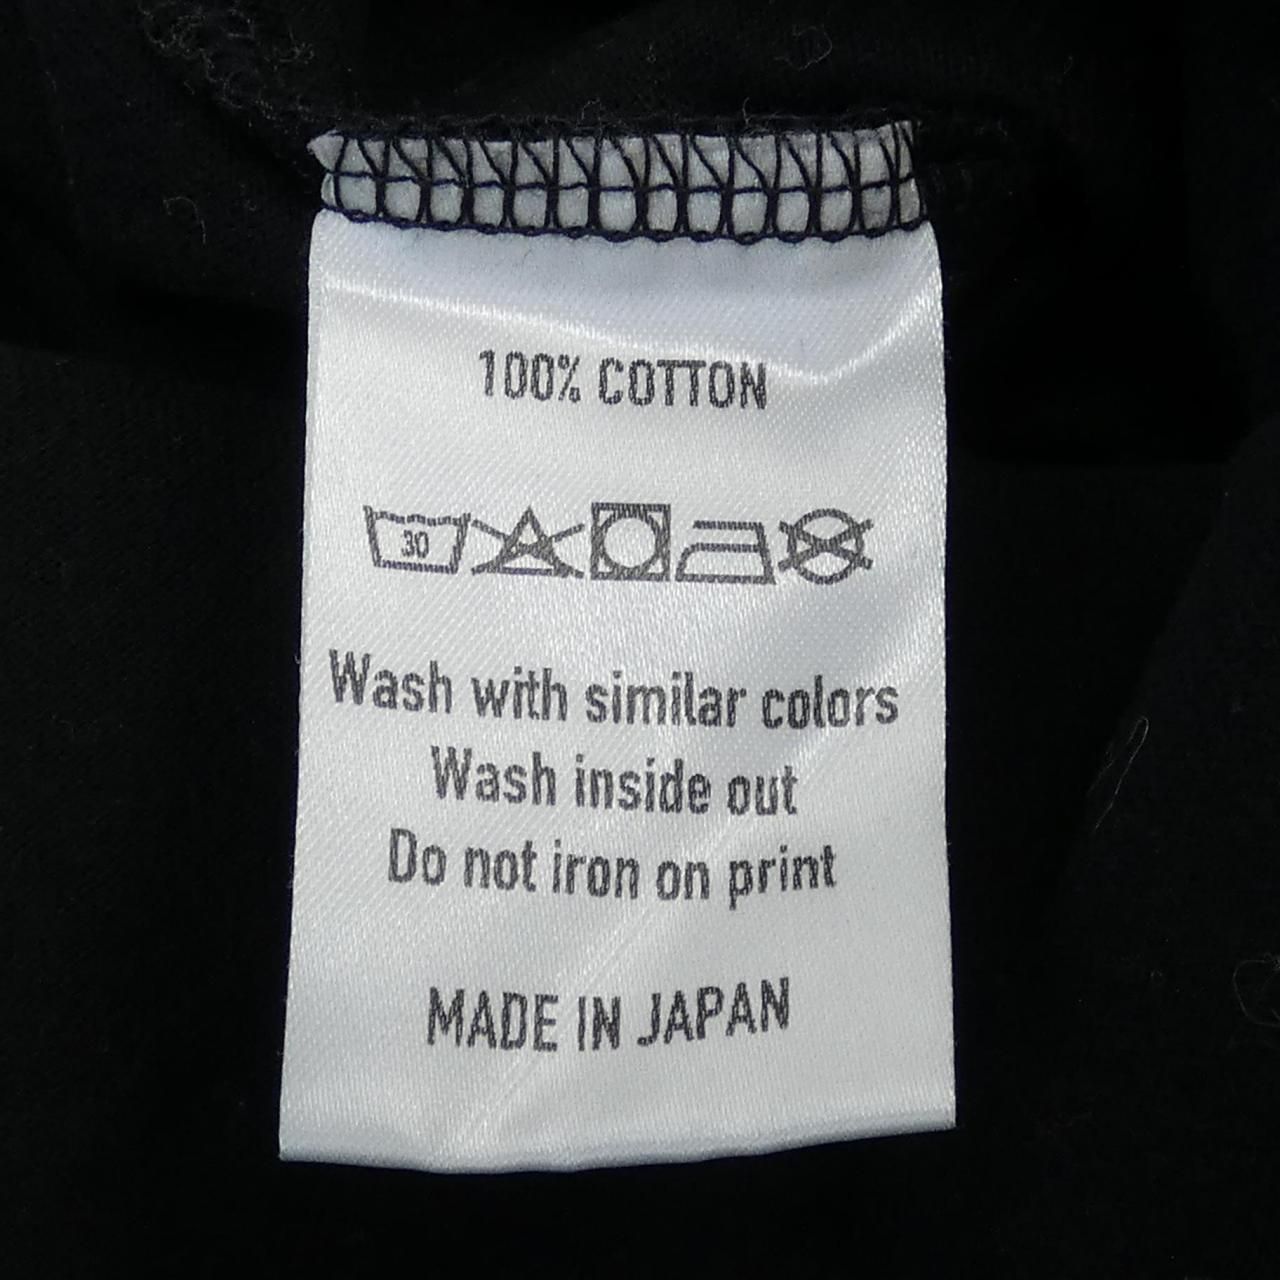 100% COTTON
30
Wash with similar colors
Wash inside out
Do not iron on print
MADE IN JAPAN